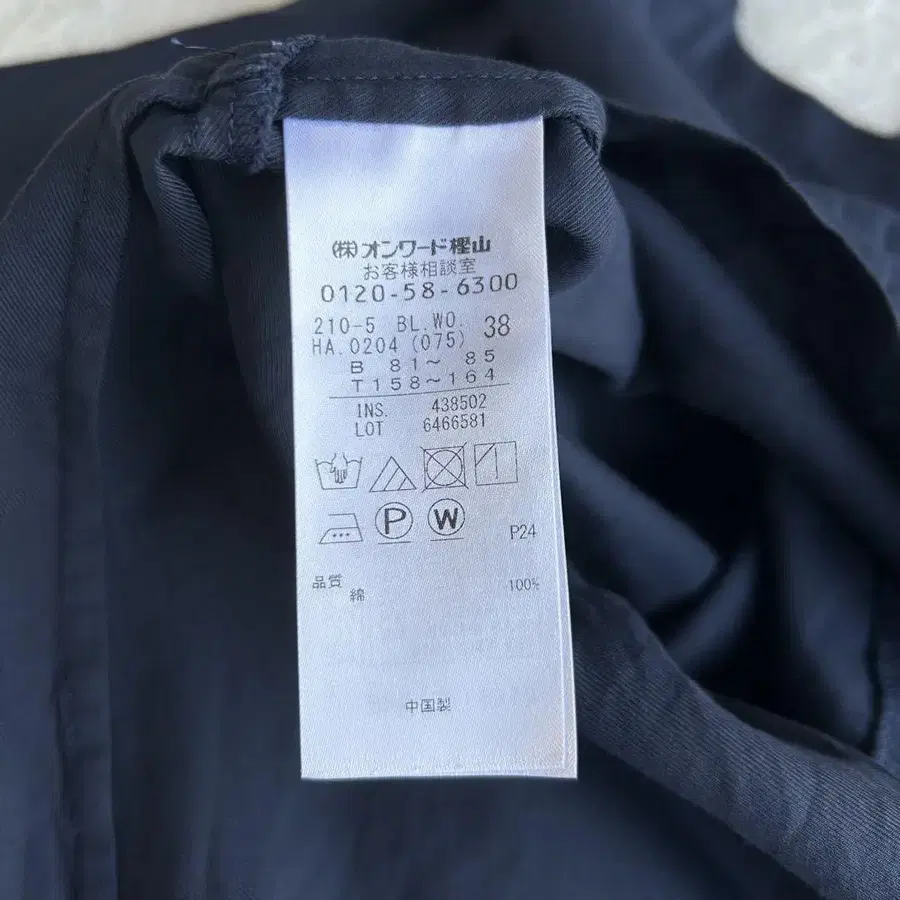 (株)オンワード樫山
お客様相談室
0120-58-6300
210-5 BL.WO. 38
HA.0204 (075)
B 81～ 85
T158～164
INS. 438502
LOT 6466581
P W
P24
品質
綿 100%
中国製